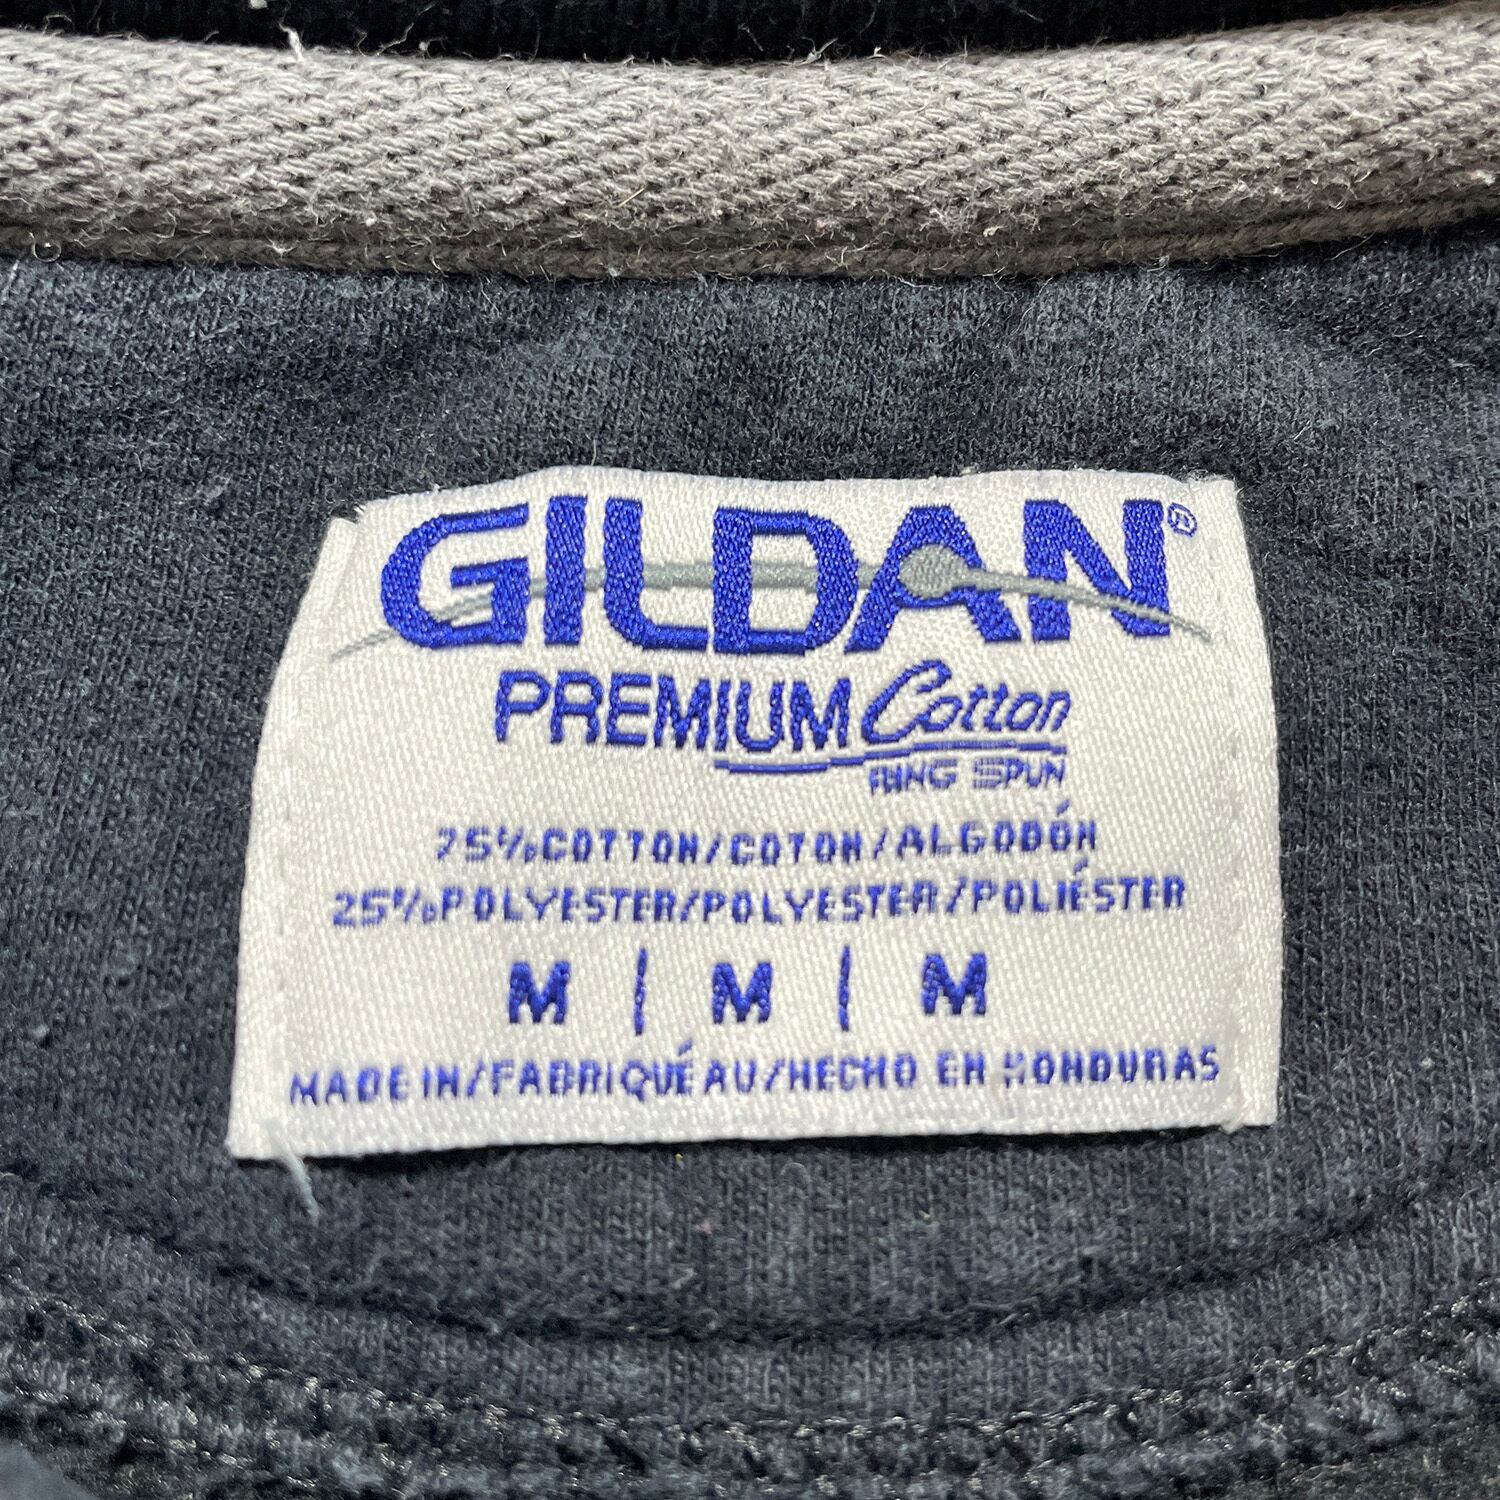 GILDAN®
PREMIUM Cotton
RING SPUN
75% COTTON/COTON/ALGODÓN
25% POLYESTER/POLYESTER/POLIÉSTER
M | M | M
MADE IN/FABRIQUÉ AU/HECHO EN HONDURAS